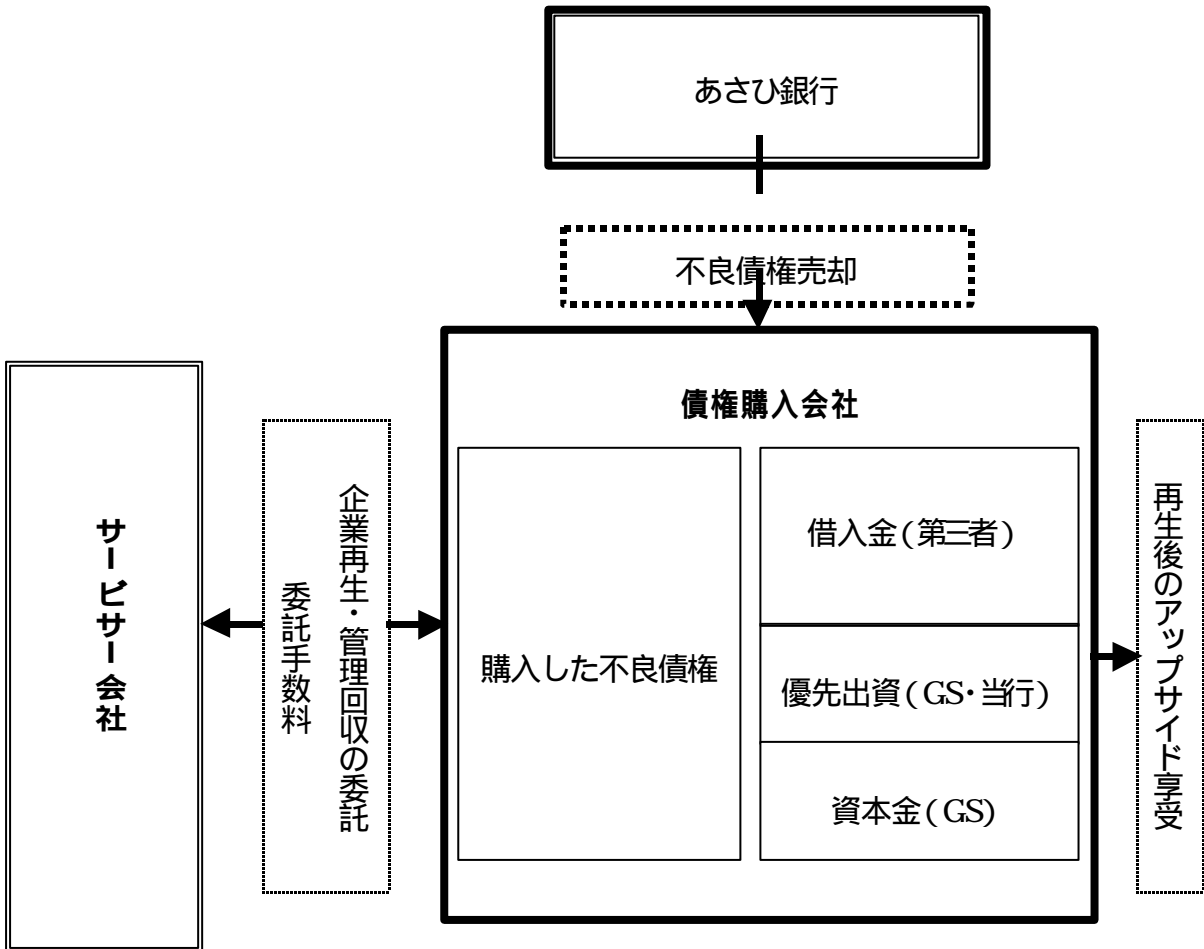 あさひ銀行
不良債権売却
債権購入会社
サービサー会社
企業再生・管理回収の委託
委託手数料
購入した不良債権
借入金(第三者)
優先出資(GS・当行)
資本金(GS)
再生後のアップサイド享受